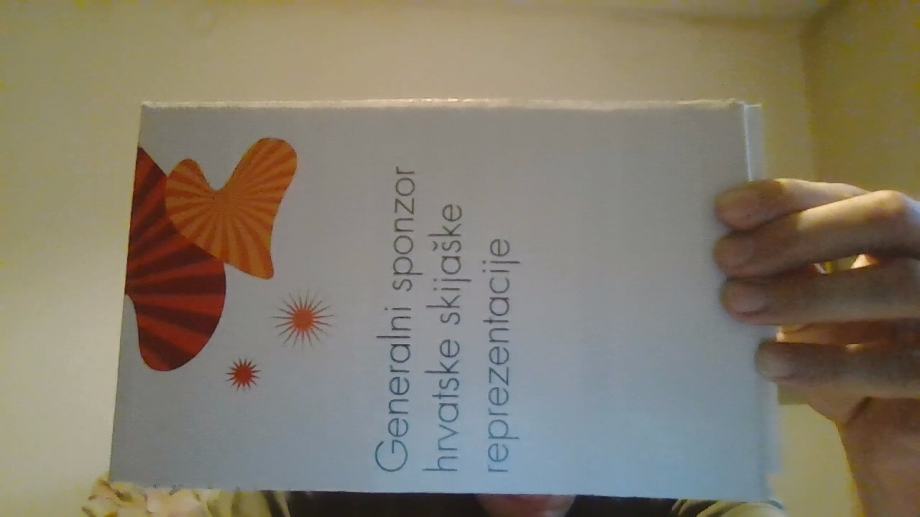 Generalni sponzor
hrvatske skijaške
reprezentacije